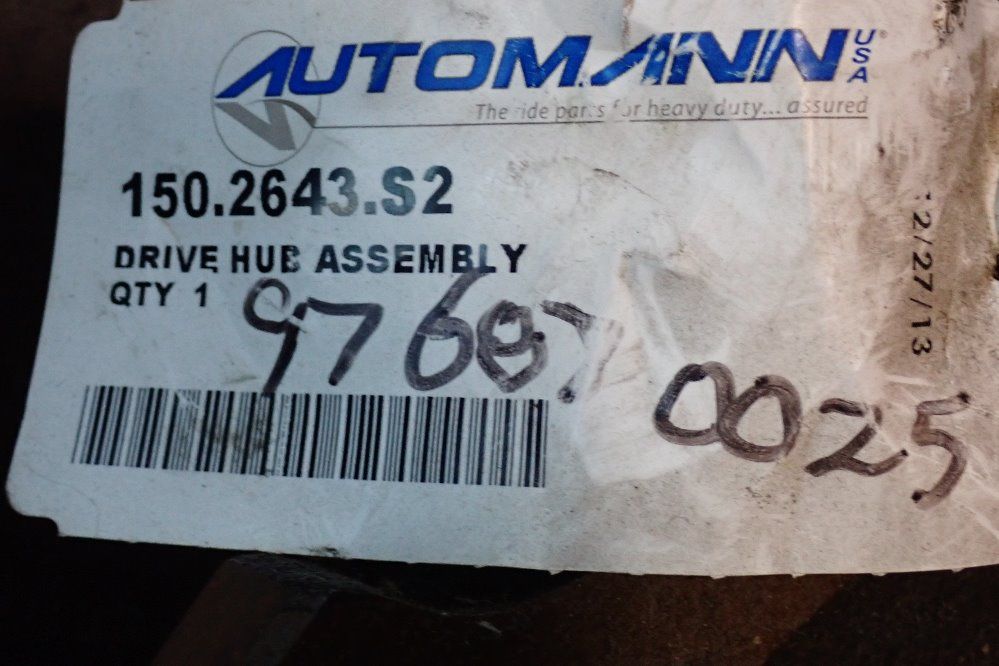 AUTOMANN USA
The ride parts for heavy duty... assured
150.2643.S2
DRIVE HUB ASSEMBLY
QTY 1
97687
0025
12/27/13